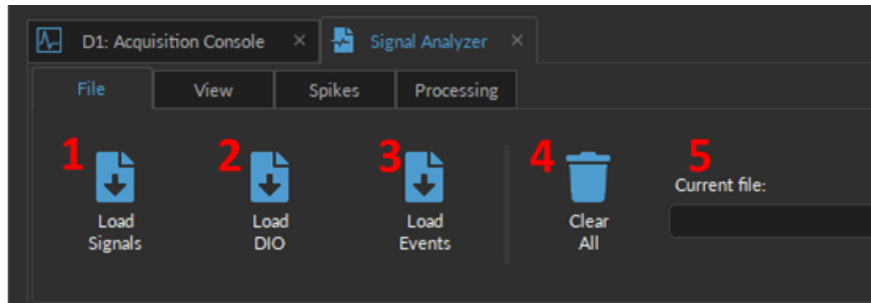 D1: Acquisition Console × Signal Analyzer ×
File View Spikes Processing
1 2 3 4 5
Current file:
Load Load Load Clear
Signals DIO Events All